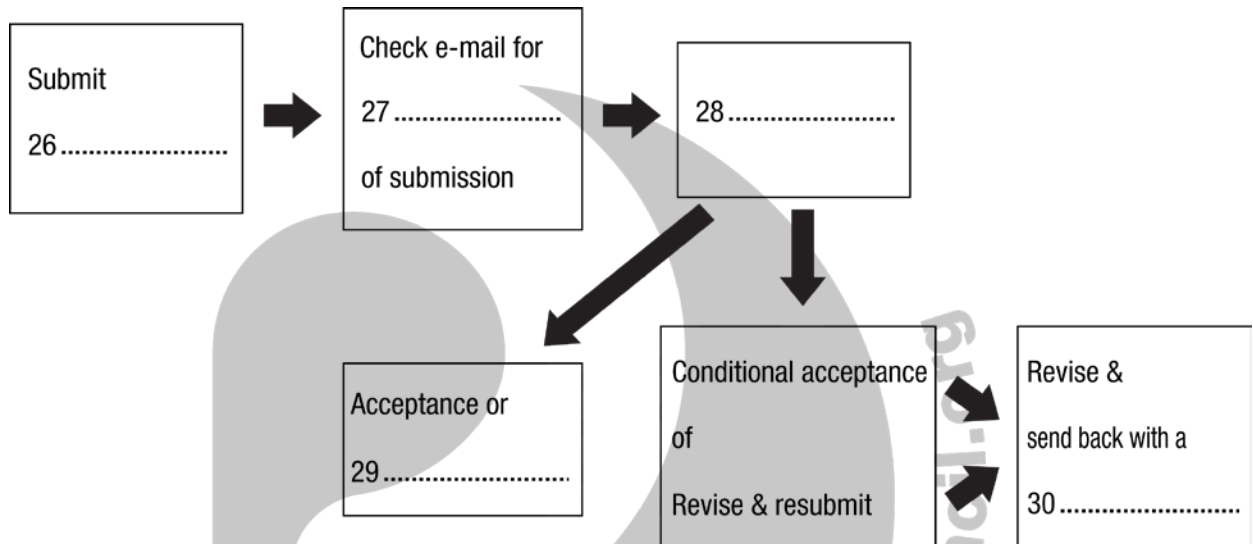 Submit
26 ............................
Check e-mail for
27 ............................
of submission
28 ............................
Acceptance or
29 ...............................
Conditional acceptance
of
Revise & resubmit
Revise &
send back with a
30 ..............................